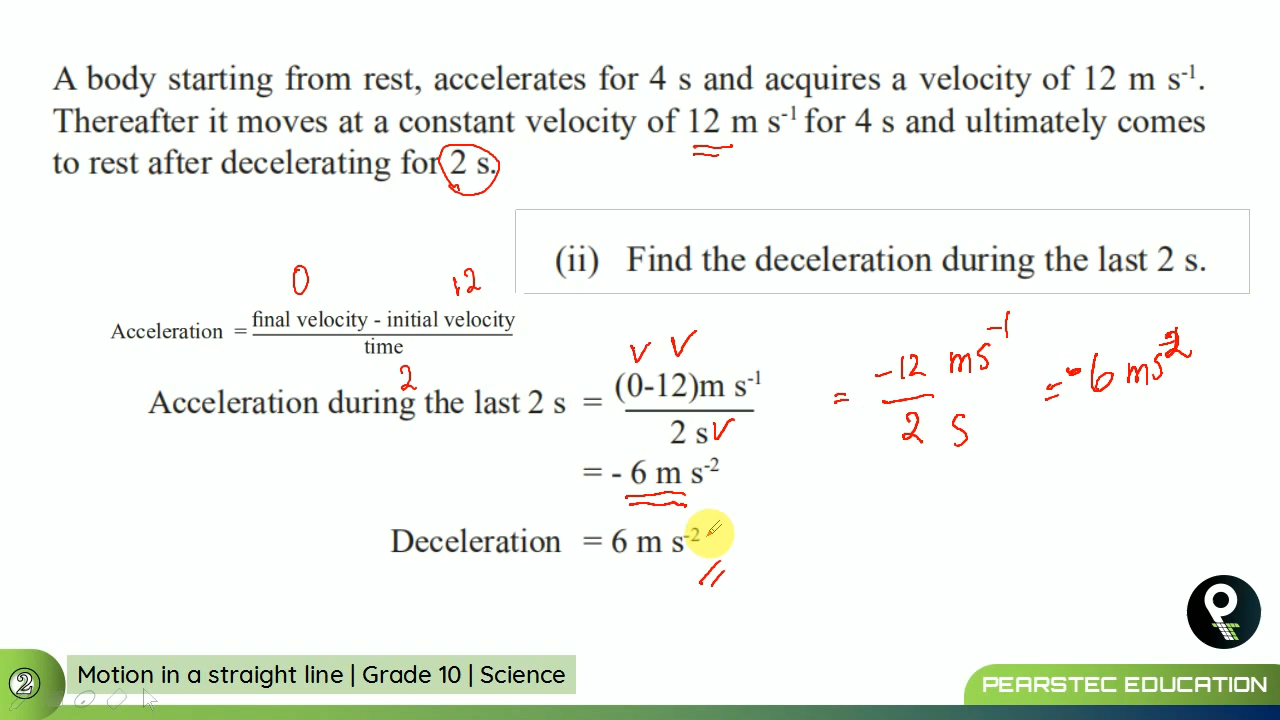 A body starting from rest, accelerates for 4 s and acquires a velocity of 12 m s⁻¹.
Thereafter it moves at a constant velocity of 12 m s⁻¹ for 4 s and ultimately comes
to rest after decelerating for 2 s.
(ii) Find the deceleration during the last 2 s.
0 12
Acceleration = final velocity - initial velocity
time
2
Acceleration during the last 2 s = (0-12)m s⁻¹
2 s
= - 6 m s⁻²
Deceleration = 6 m s⁻²
= -12 ms⁻¹
2 s
= -6 ms⁻²
2
Motion in a straight line | Grade 10 | Science
PEARSTEC EDUCATION